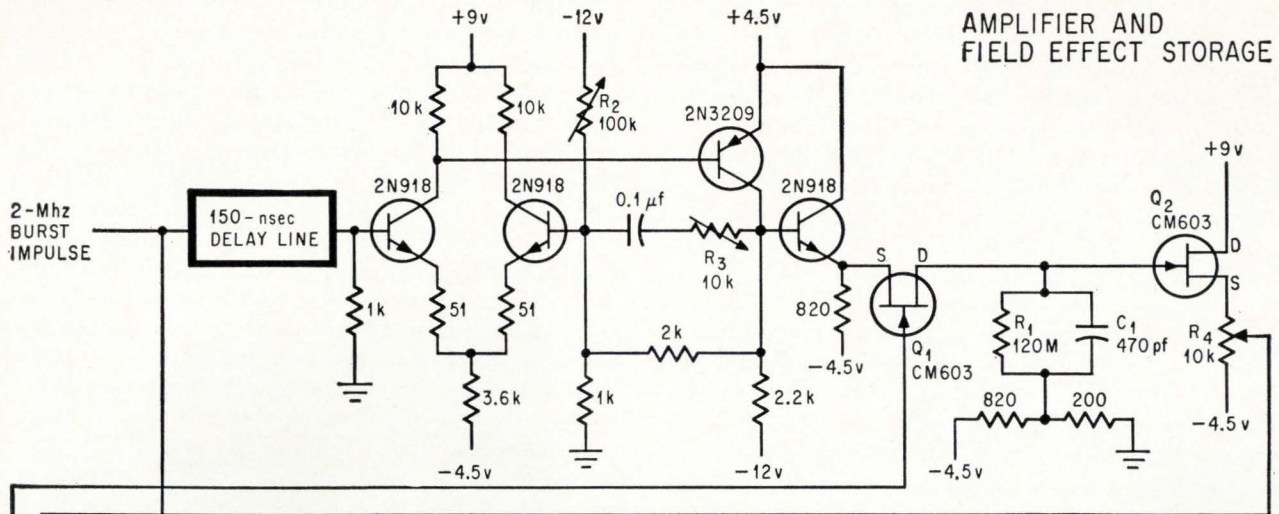 +9v
-12v
+4.5v
AMPLIFIER AND
FIELD EFFECT STORAGE
10k
10k
R2
100k
2N3209
+9v
2N918
2N918
0.1 µf
2N918
Q2
CM603
2-Mhz
BURST
IMPULSE
150-nsec
DELAY LINE
R3
10k
S
D
D
S
1k
51
51
820
Q1
CM603
R1
120M
C1
470 pf
R4
10k
2k
-4.5v
3.6k
1k
2.2k
820
200
-4.5v
-4.5v
-12v
-4.5v